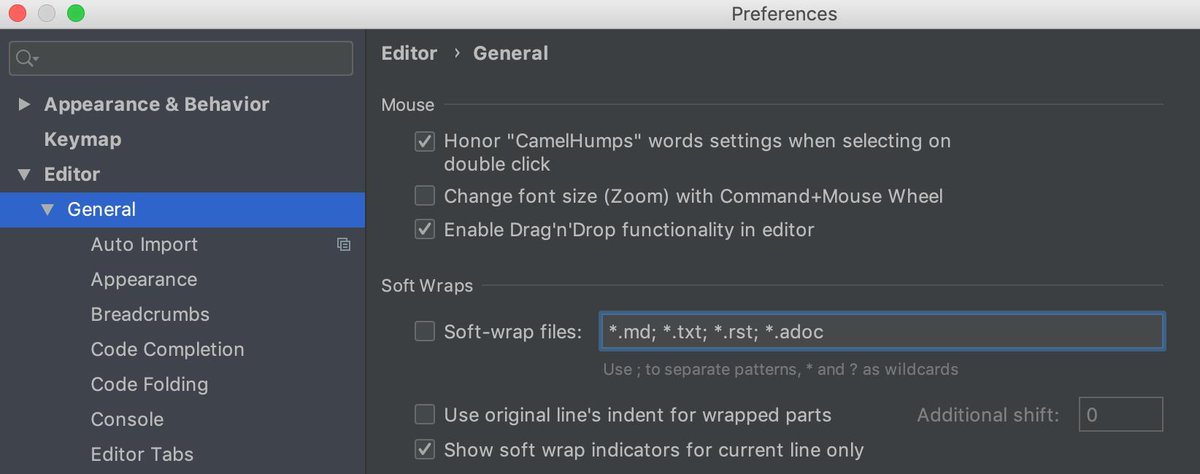 Preferences
Appearance & Behavior
Keymap
Editor
General
Auto Import
Appearance
Breadcrumbs
Code Completion
Code Folding
Console
Editor Tabs
Editor › General
Mouse
Honor "CamelHumps" words settings when selecting on
double click
Change font size (Zoom) with Command+Mouse Wheel
Enable Drag'n'Drop functionality in editor
Soft Wraps
Soft-wrap files: *.md; *.txt; *.rst; *.adoc
Use ; to separate patterns, * and ? as wildcards
Use original line's indent for wrapped parts Additional shift: 0
Show soft wrap indicators for current line only